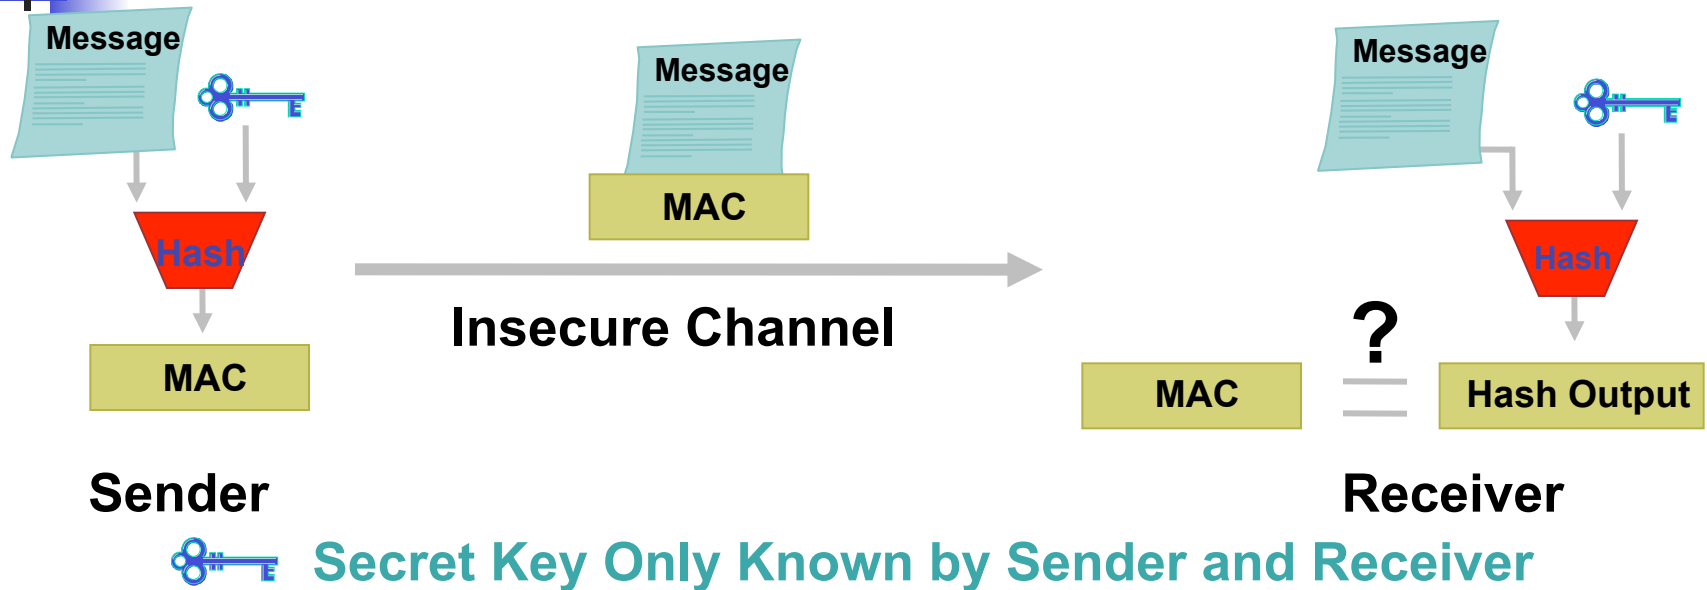 Message
Message
Message
MAC
Hash
Hash
Insecure Channel
?
MAC
MAC
Hash Output
Sender
Receiver
Secret Key Only Known by Sender and Receiver